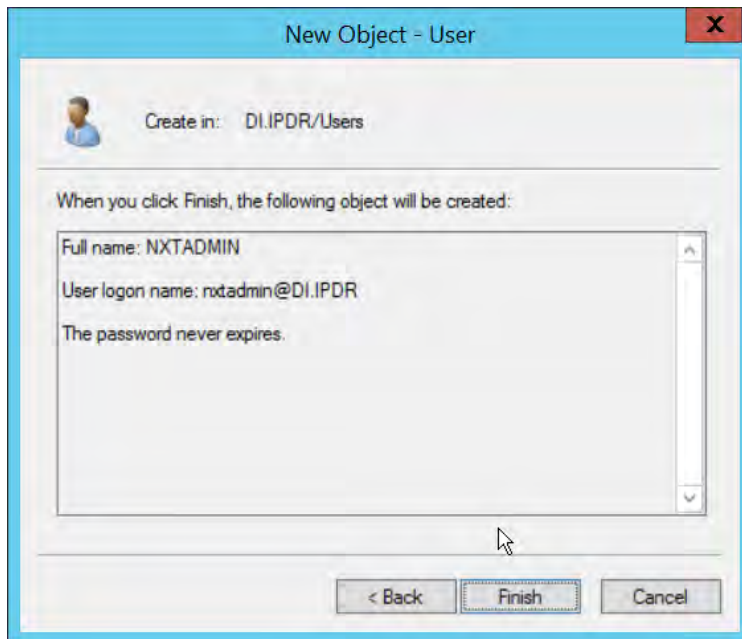 New Object - User
X
Create in: DI.IPDR/Users
When you click Finish, the following object will be created:
Full name: NXTADMIN
User logon name: nxtadmin@DI.IPDR
The password never expires.
< Back Finish Cancel